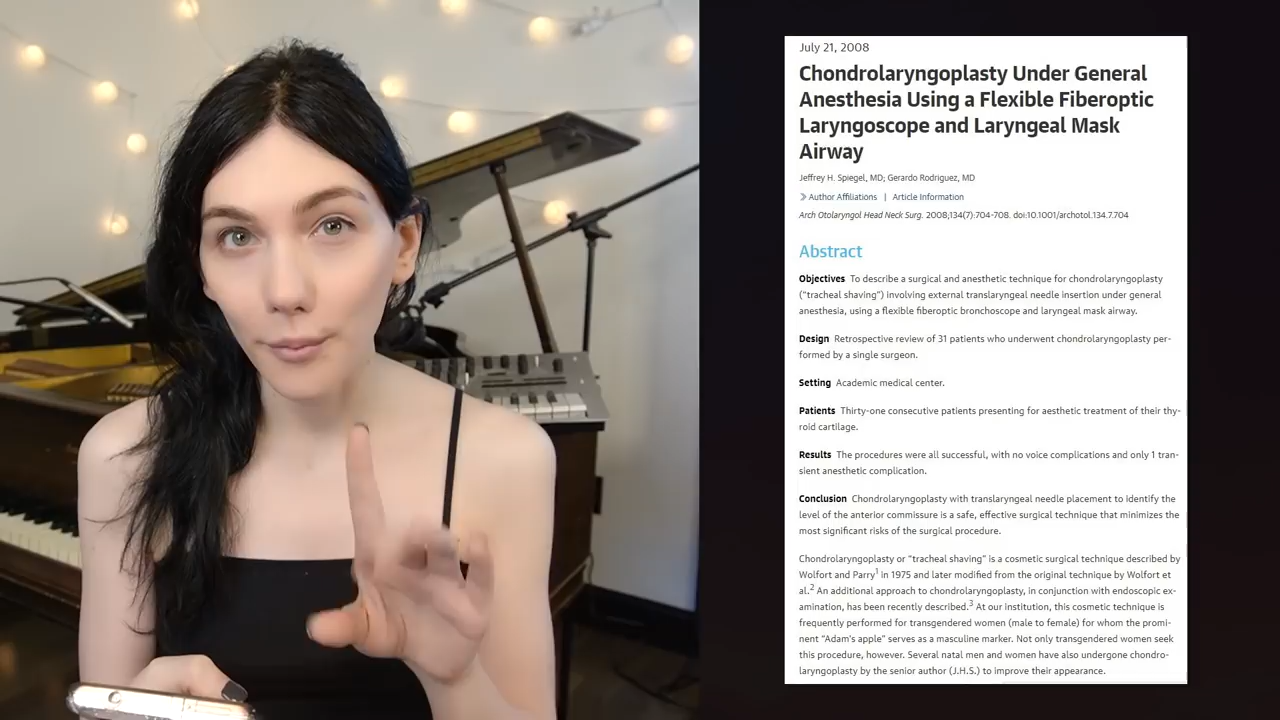 July 21, 2008
Chondrolaryngoplasty Under General
Anesthesia Using a Flexible Fiberoptic
Laryngoscope and Laryngeal Mask
Airway
Jeffrey H. Spiegel, MD; Gerardo Rodriguez, MD
Author Affiliations | Article Information
Arch Otolaryngol Head Neck Surg. 2008;134(7):704-708. doi:10.1001/archotol.134.7.704
Abstract
Objectives To describe a surgical and anesthetic technique for chondrolaryngoplasty
("tracheal shaving") involving external translaryngeal needle insertion under general
anesthesia, using a flexible fiberoptic bronchoscope and laryngeal mask airway.
Design Retrospective review of 31 patients who underwent chondrolaryngoplasty per-
formed by a single surgeon.
Setting Academic medical center.
Patients Thirty-one consecutive patients presenting for aesthetic treatment of their thy-
roid cartilage.
Results The procedures were all successful, with no voice complications and only 1 tran-
sient anesthetic complication.
Conclusion Chondrolaryngoplasty with translaryngeal needle placement to identify the
level of the anterior commissure is a safe, effective surgical technique that minimizes the
most significant risks of the surgical procedure.
Chondrolaryngoplasty or "tracheal shaving" is a cosmetic surgical technique described by
Wolfort and Parry1 in 1975 and later modified from the original technique by Wolfort et
al.2 An additional approach to chondrolaryngoplasty, in conjunction with endoscopic ex-
amination, has been recently described.3 At our institution, this cosmetic technique is
frequently performed for transgendered women (male to female) for whom the promi-
nent "Adam's apple" serves as a masculine marker. Not only transgendered women seek
this procedure, however. Several natal men and women have also undergone chondro-
laryngoplasty by the senior author (J.H.S.) to improve their appearance.